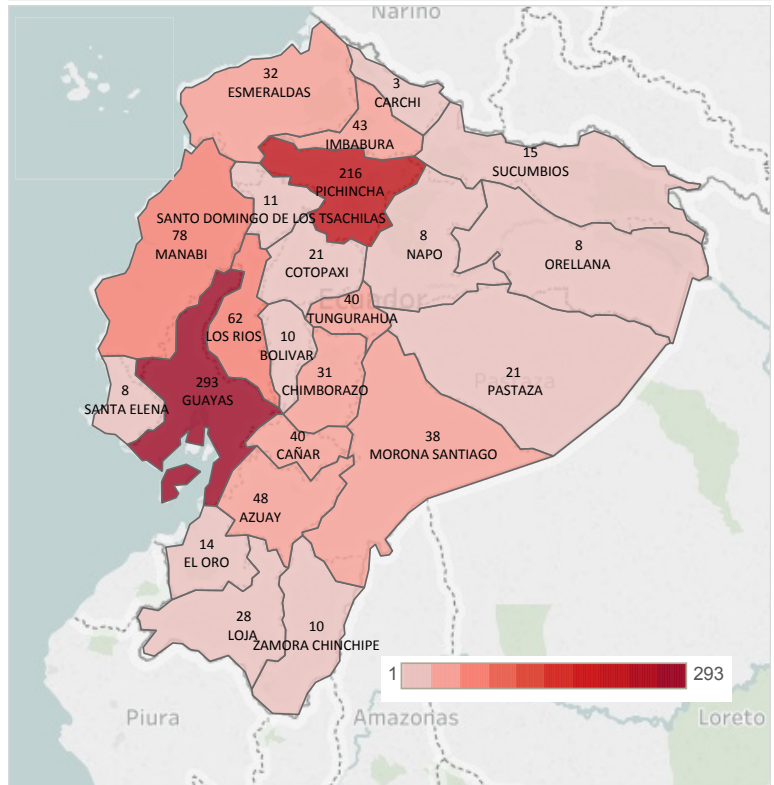 Nariño
32
ESMERALDAS
3
CARCHI
43
IMBABURA
15
SUCUMBIOS
216
PICHINCHA
11
SANTO DOMINGO DE LOS TSACHILAS
78
MANABI
8
NAPO
8
ORELLANA
21
COTOPAXI
Ecuador
40
TUNGURAHUA
62
LOS RIOS
10
BOLIVAR
31
CHIMBORAZO
21
Pastaza
PASTAZA
8
SANTA ELENA
293
GUAYAS
40
CAÑAR
38
MORONA SANTIAGO
48
AZUAY
14
EL ORO
28
LOJA
10
ZAMORA CHINCHIPE
1 293
Piura
Amazonas
Loreto